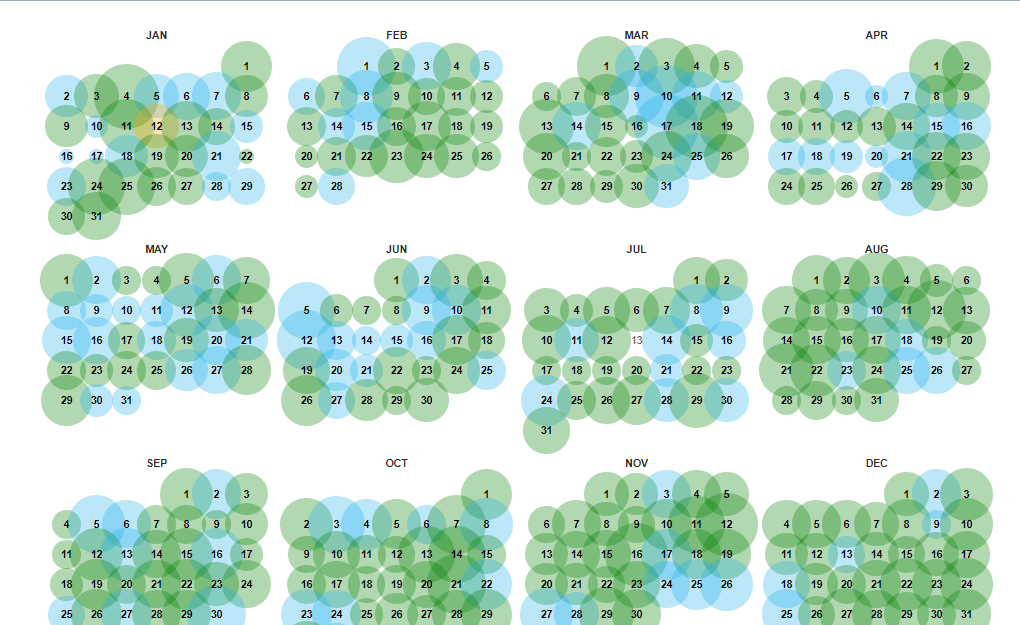 JAN FEB MAR APR
1 1 2 3 4 5 1 2 3 4 5 1 2
2 3 4 5 6 7 8 6 7 8 9 10 11 12 6 7 8 9 10 11 12 3 4 5 6 7 8 9
9 10 11 12 13 14 15 13 14 15 16 17 18 19 13 14 15 16 17 18 19 10 11 12 13 14 15 16
16 17 18 19 20 21 22 20 21 22 23 24 25 26 20 21 22 23 24 25 26 17 18 19 20 21 22 23
23 24 25 26 27 28 29 27 28 27 28 29 30 31 24 25 26 27 28 29 30
30 31
MAY JUN JUL AUG
1 2 3 4 5 6 7 1 2 3 4 1 2 1 2 3 4 5 6
8 9 10 11 12 13 14 5 6 7 8 9 10 11 3 4 5 6 7 8 9 7 8 9 10 11 12 13
15 16 17 18 19 20 21 12 13 14 15 16 17 18 10 11 12 13 14 15 16 14 15 16 17 18 19 20
22 23 24 25 26 27 28 19 20 21 22 23 24 25 17 18 19 20 21 22 23 21 22 23 24 25 26 27
29 30 31 26 27 28 29 30 24 25 26 27 28 29 30 28 29 30 31
31
SEP OCT NOV DEC
1 2 3 1 1 2 3 4 5 1 2 3
4 5 6 7 8 9 10 2 3 4 5 6 7 8 6 7 8 9 10 11 12 4 5 6 7 8 9 10
11 12 13 14 15 16 17 9 10 11 12 13 14 15 13 14 15 16 17 18 19 11 12 13 14 15 16 17
18 19 20 21 22 23 24 16 17 18 19 20 21 22 20 21 22 23 24 25 26 18 19 20 21 22 23 24
25 26 27 28 29 30 23 24 25 26 27 28 29 27 28 29 30 25 26 27 28 29 30 31